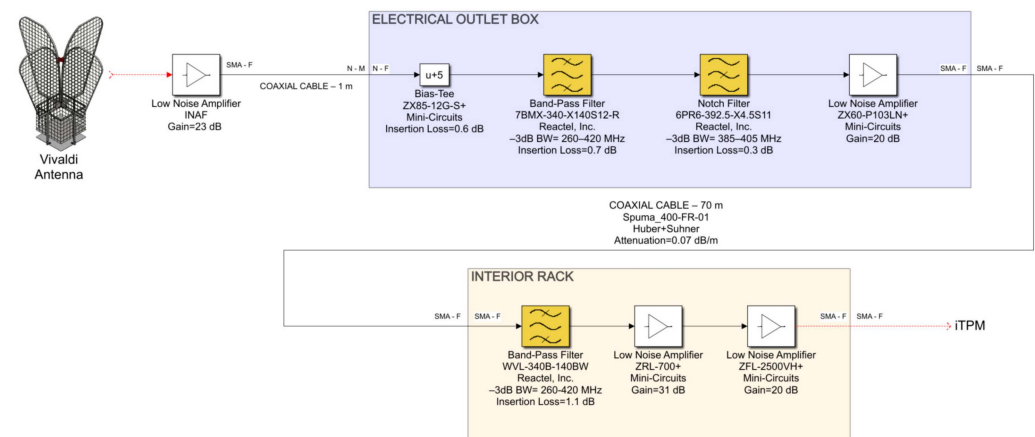 ELECTRICAL OUTLET BOX
Vivaldi
Antenna
SMA - F
Low Noise Amplifier
INAF
Gain=23 dB
COAXIAL CABLE – 1 m
N - M
N - F
u+5
Bias-Tee
ZX85-12G-S+
Mini-Circuits
Insertion Loss=0.6 dB
Band-Pass Filter
7BMX-340-X140S12-R
Reactel, Inc.
–3dB BW= 260–420 MHz
Insertion Loss=0.7 dB
Notch Filter
6PR6-392.5-X4.5S11
Reactel, Inc.
–3dB BW= 385–405 MHz
Insertion Loss=0.3 dB
Low Noise Amplifier
ZX60-P103LN+
Mini-Circuits
Gain=20 dB
SMA - F
SMA - F
COAXIAL CABLE – 70 m
Spuma_400-FR-01
Huber+Suhner
Attenuation=0.07 dB/m
INTERIOR RACK
SMA - F
SMA - F
Band-Pass Filter
WVL-340B-140BW
Reactel, Inc.
–3dB BW= 260-420 MHz
Insertion Loss=1.1 dB
Low Noise Amplifier
ZRL-700+
Mini-Circuits
Gain=31 dB
Low Noise Amplifier
ZFL-2500VH+
Mini-Circuits
Gain=20 dB
SMA - F
SMA - F
iTPM